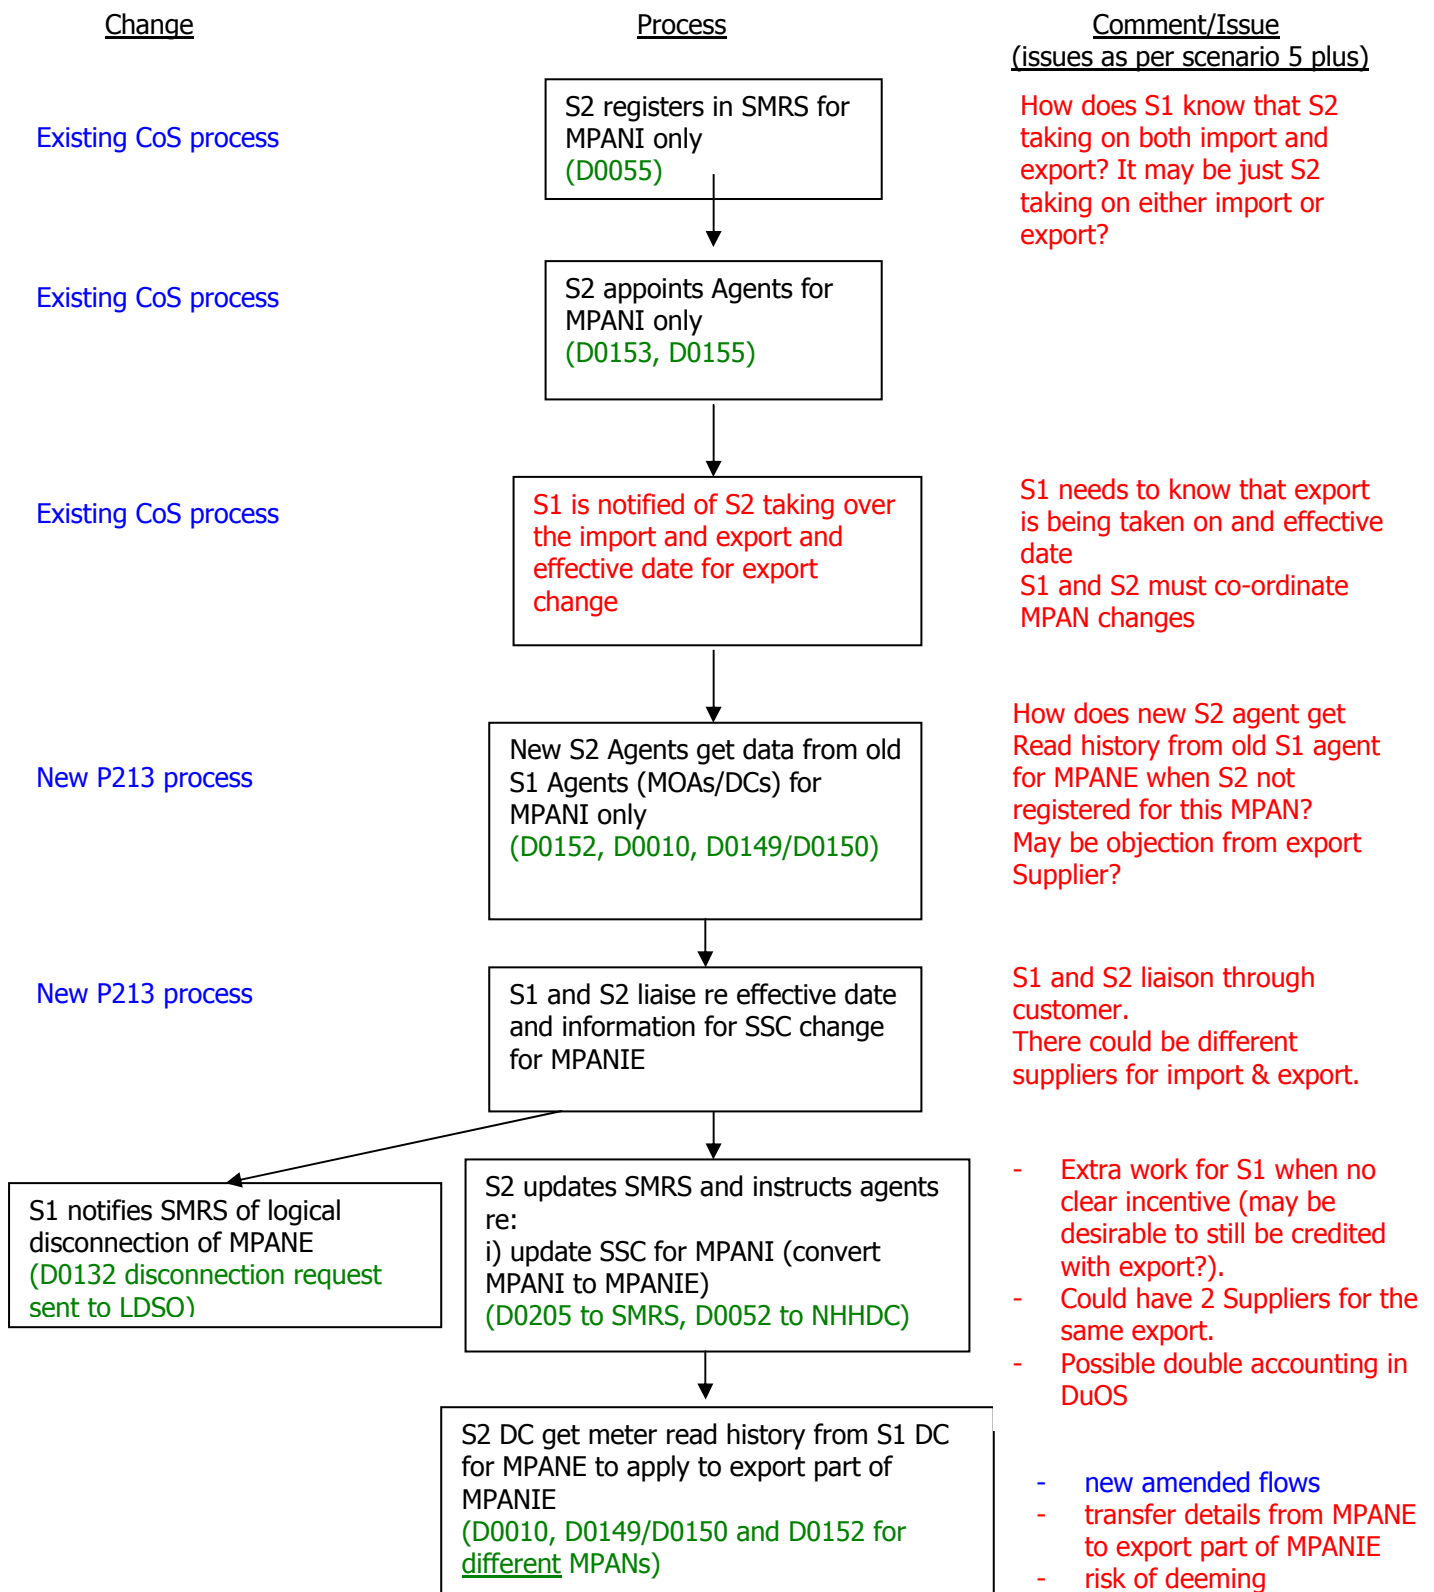 Change
Process
Comment/Issue
(issues as per scenario 5 plus)
Existing CoS process
S2 registers in SMRS for
MPANI only
(D0055)
How does S1 know that S2
taking on both import and
export? It may be just S2
taking on either import or
export?
Existing CoS process
S2 appoints Agents for
MPANI only
(D0153, D0155)
Existing CoS process
S1 is notified of S2 taking over
the import and export and
effective date for export
change
S1 needs to know that export
is being taken on and effective
date
S1 and S2 must co-ordinate
MPAN changes
New P213 process
New S2 Agents get data from old
S1 Agents (MOAs/DCs) for
MPANI only
(D0152, D0010, D0149/D0150)
How does new S2 agent get
Read history from old S1 agent
for MPANE when S2 not
registered for this MPAN?
May be objection from export
Supplier?
New P213 process
S1 and S2 liaise re effective date
and information for SSC change
for MPANIE
S1 and S2 liaison through
customer.
There could be different
suppliers for import & export.
S1 notifies SMRS of logical
disconnection of MPANE
(D0132 disconnection request
sent to LDSO)
S2 updates SMRS and instructs agents
re:
i) update SSC for MPANI (convert
MPANI to MPANIE)
(D0205 to SMRS, D0052 to NHHDC)
- Extra work for S1 when no
clear incentive (may be
desirable to still be credited
with export?).
- Could have 2 Suppliers for the
same export.
- Possible double accounting in
DuOS
S2 DC get meter read history from S1 DC
for MPANE to apply to export part of
MPANIE
(D0010, D0149/D0150 and D0152 for
different MPANs)
- new amended flows
- transfer details from MPANE
to export part of MPANIE
- risk of deeming